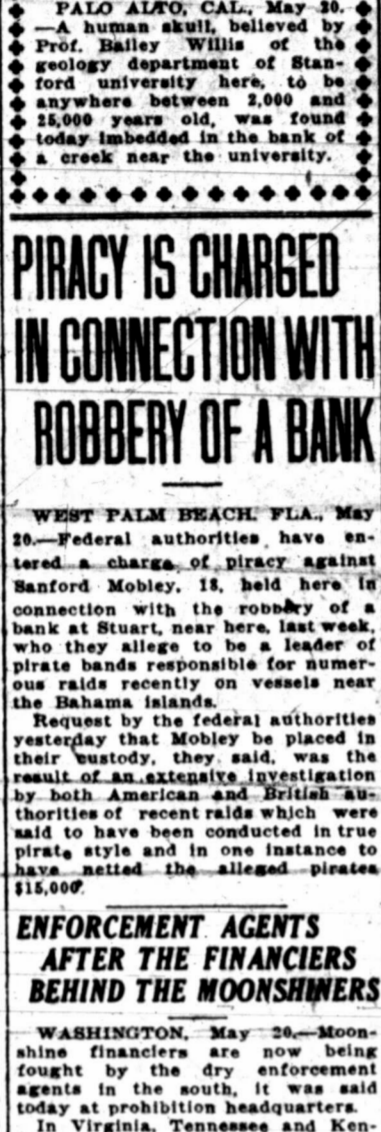 PALO ALTO, CAL., May 20.
—A human skull, believed by
Prof. Bailey Willis of the
geology department of Stan-
ford university here, to be
anywhere between 2,000 and
25,000 years old, was found
today imbedded in the bank of
a creek near the university.
PIRACY IS CHARGED
IN CONNECTION WITH
ROBBERY OF A BANK
WEST PALM BEACH. FLA., May
20.—Federal authorities have en-
tered a charge of piracy against
Sanford Mobley, 18, held here in
connection with the robbery of a
bank at Stuart, near here, last week,
who they allege to be a leader of
pirate bands responsible for numer-
ous raids recently on vessels near
the Bahama islands.
Request by the federal authorities
yesterday that Mobley be placed in
their custody, they said, was the
result of an extensive investigation
by both American and British au-
thorities of recent raids which were
said to have been conducted in true
pirate style and in one instance to
have netted the alleged pirates
$15,000.
ENFORCEMENT AGENTS
AFTER THE FINANCIERS
BEHIND THE MOONSHINERS
WASHINGTON, May 20.—Moon-
shine financiers are now being
fought by the dry enforcement
agents in the south, it was said
today at prohibition headquarters.
In Virginia, Tennessee and Ken-